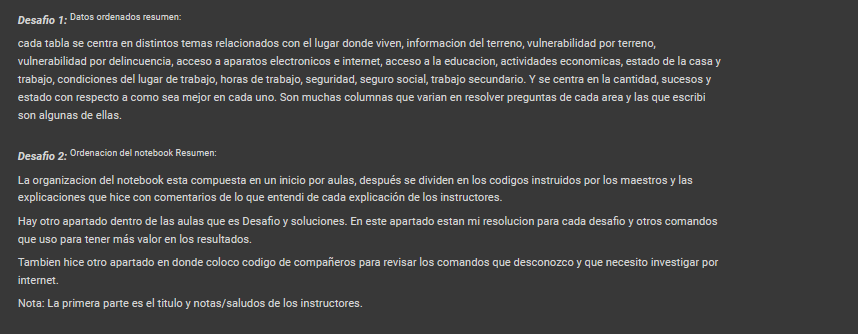 Desafio 1: Datos ordenados resumen:
cada tabla se centra en distintos temas relacionados con el lugar donde viven, informacion del terreno, vulnerabilidad por terreno,
vulnerabilidad por delincuencia, acceso a aparatos electronicos e internet, acceso a la educacion, actividades economicas, estado de la casa y
trabajo, condiciones del lugar de trabajo, horas de trabajo, seguridad, seguro social, trabajo secundario. Y se centra en la cantidad, sucesos y
estado con respecto a como sea mejor en cada uno. Son muchas columnas que varian en resolver preguntas de cada area y las que escribi
son algunas de ellas.
Desafio 2: Ordenacion del notebook Resumen:
La organizacion del notebook esta compuesta en un inicio por aulas, después se dividen en los codigos instruidos por los maestros y las
explicaciones que hice con comentarios de lo que entendi de cada explicación de los instructores.
Hay otro apartado dentro de las aulas que es Desafio y soluciones. En este apartado estan mi resolucion para cada desafio y otros comandos
que uso para tener más valor en los resultados.
Tambien hice otro apartado en donde coloco codigo de compañeros para revisar los comandos que desconozco y que necesito investigar por
internet.
Nota: La primera parte es el titulo y notas/saludos de los instructores.